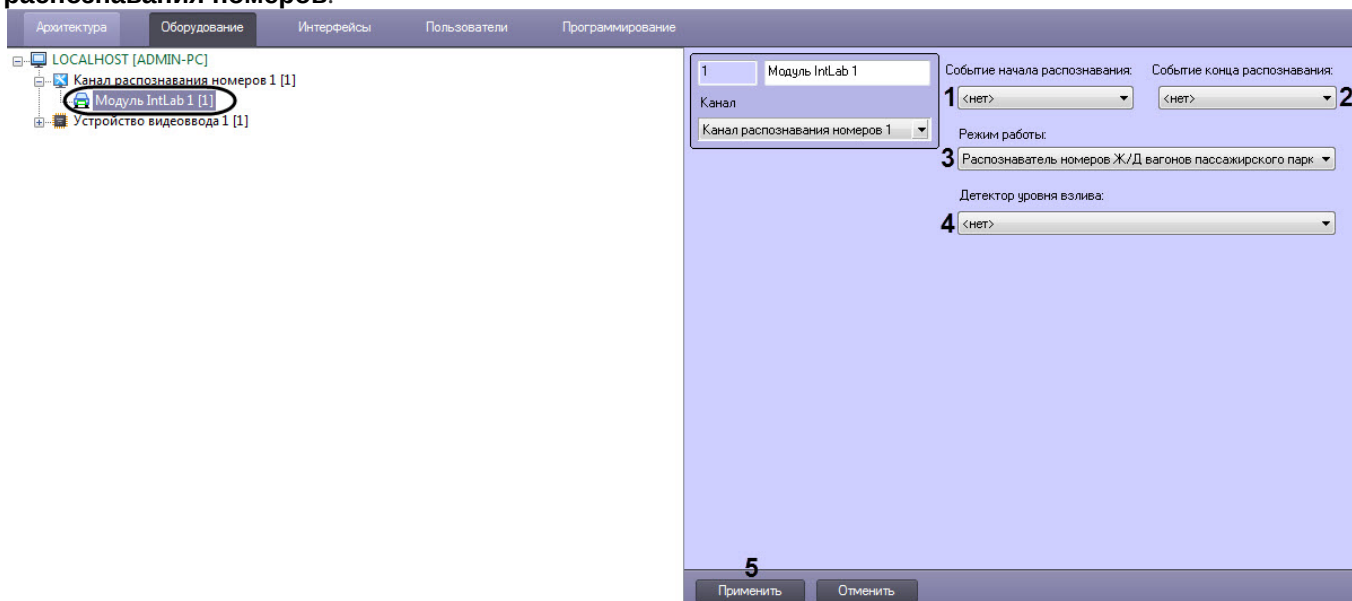 распознавания номеров.
Архитектура Оборудование Интерфейсы Пользователи Программирование
LOCALHOST [ADMIN-PC]
Канал распознавания номеров 1 [1]
Модуль IntLab 1 [1]
Устройство видеоввода 1 [1]
1 Модуль IntLab 1
Канал
Канал распознавания номеров 1
Событие начала распознавания: Событие конца распознавания:
1 <нет> <нет> 2
Режим работы:
3 Распознаватель номеров Ж/Д вагонов пассажирского парк
Детектор уровня взлива:
4 <нет>
5
Применить Отменить